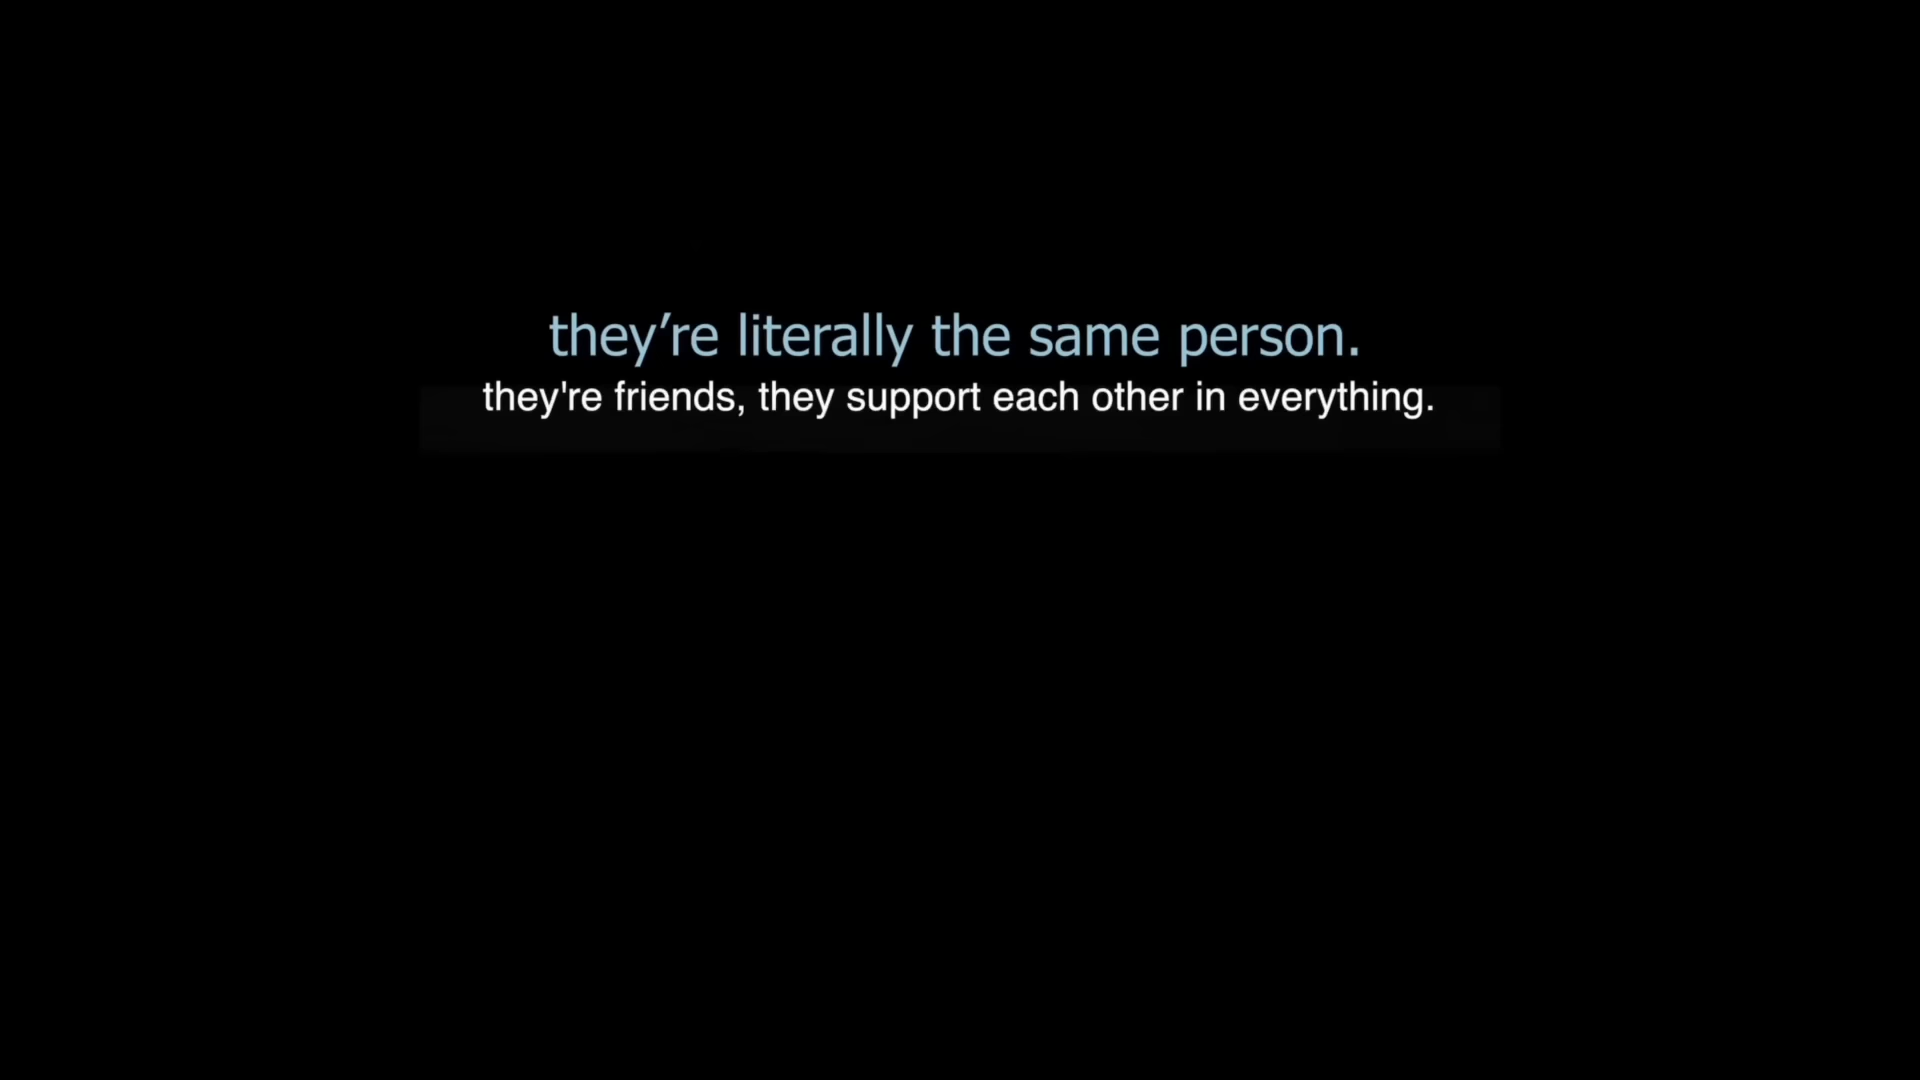 they’re literally the same person.
they're friends, they support each other in everything.